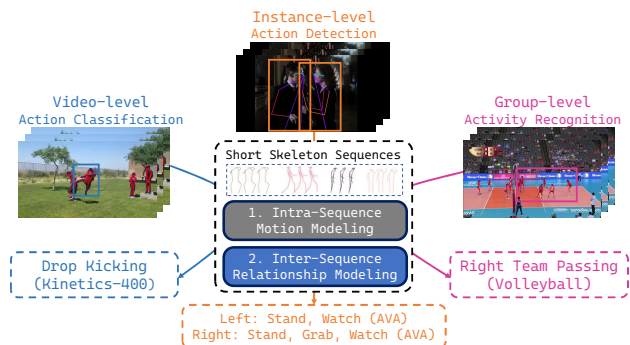 Instance-level
Action Detection
Video-level
Action Classification
Group-level
Activity Recognition
Short Skeleton Sequences
1. Intra-Sequence
Motion Modeling
2. Inter-Sequence
Relationship Modeling
Drop Kicking
(Kinetics-400)
Right Team Passing
(Volleyball)
Left: Stand, Watch (AVA)
Right: Stand, Grab, Watch (AVA)